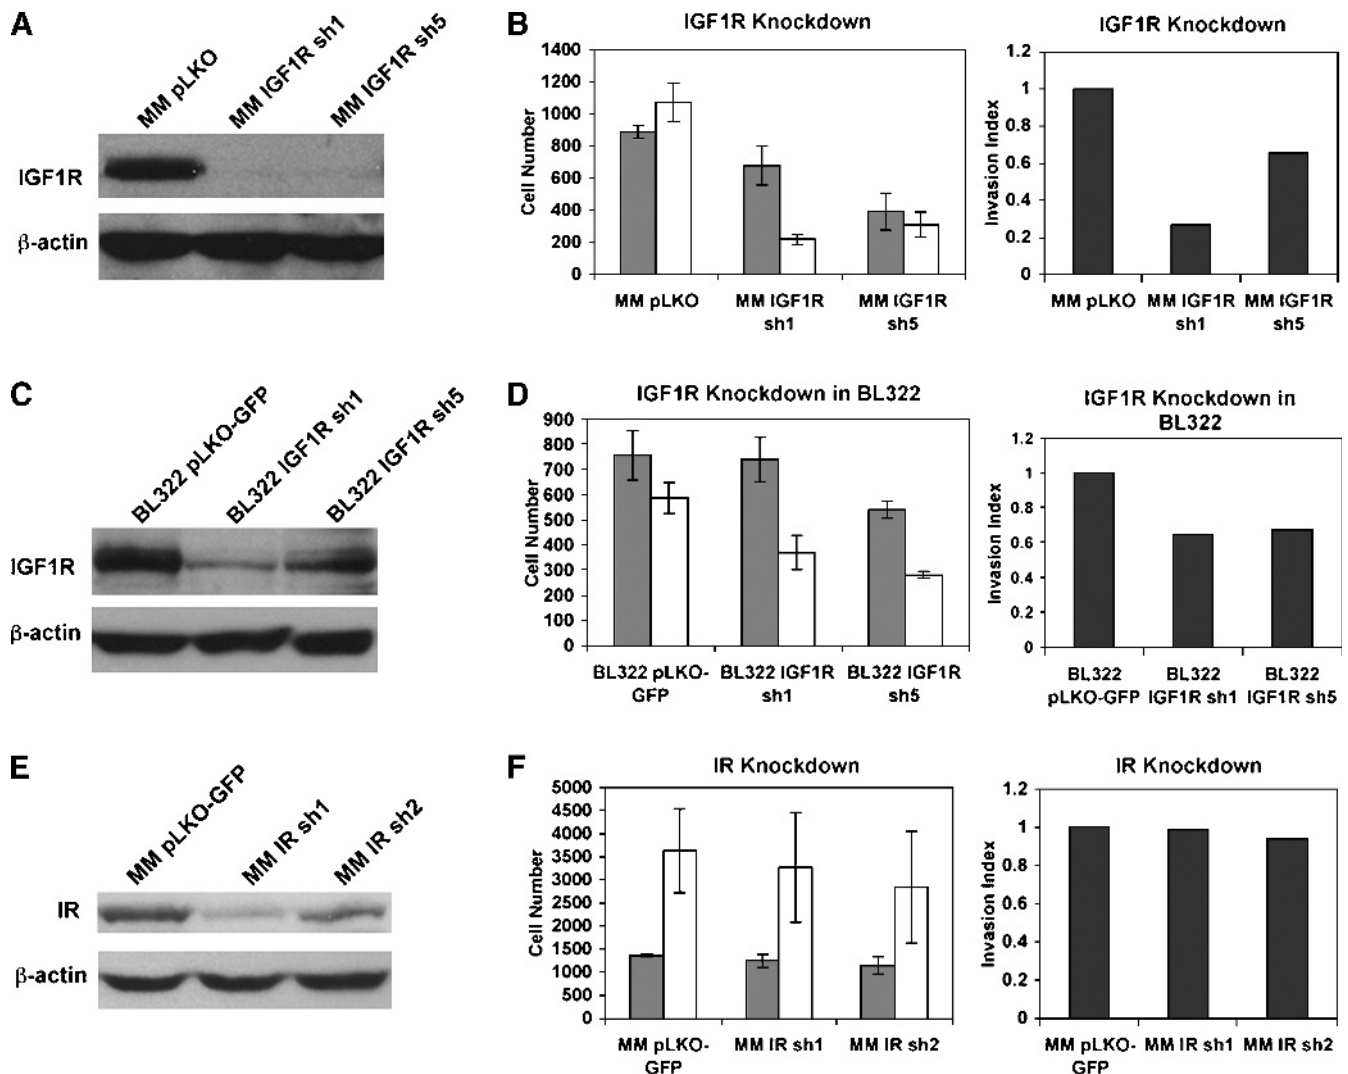 A
MM pLKO
MM IGF1R sh1
MM IGF1R sh5
IGF1R
β-actin
B
IGF1R Knockdown
1400
1200
1000
800
600
400
200
0
Cell Number
MM pLKO
MM IGF1R
sh1
MM IGF1R
sh5
IGF1R Knockdown
1.2
1
0.8
0.6
0.4
0.2
0
Invasion Index
MM pLKO
MM IGF1R
sh1
MM IGF1R
sh5
C
BL322 pLKO-GFP
BL322 IGF1R sh1
BL322 IGF1R sh5
IGF1R
β-actin
D
IGF1R Knockdown in BL322
900
800
700
600
500
400
300
200
100
0
Cell Number
BL322 pLKO-
GFP
BL322 IGF1R
sh1
BL322 IGF1R
sh5
IGF1R Knockdown in
BL322
1.2
1
0.8
0.6
0.4
0.2
0
Invasion Index
BL322
pLKO-GFP
BL322
IGF1R sh1
BL322
IGF1R sh5
E
MM pLKO-GFP
MM IR sh1
MM IR sh2
IR
β-actin
F
IR Knockdown
5000
4500
4000
3500
3000
2500
2000
1500
1000
500
0
Cell Number
MM pLKO-
GFP
MM IR sh1
MM IR sh2
IR Knockdown
1.2
1
0.8
0.6
0.4
0.2
0
Invasion Index
MM pLKO-
GFP
MM IR sh1
MM IR sh2